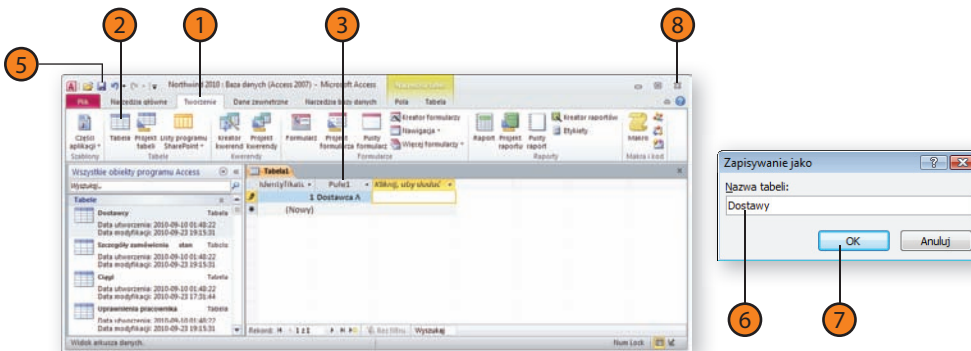 2
1
3
8
5
Northwind 2010 : Baza danych (Access 2007) - Microsoft Access
Plik Narzędzia główne Tworzenie Dane zewnętrzne Narzędzia bazy danych Pola Tabela
Części aplikacji
Tabela
Projekt tabeli
Listy programu SharePoint
Kreator kwerend
Projekt kwerendy
Formularz
Projekt formularza
Pusty formularz
Kreator formularzy
Nawigacja
Więcej formularzy
Raport
Projekt raportu
Pusty raport
Kreator raportów
Etykiety
Makro
Szablony Tabele Kwerendy Formularze Raporty Makra i kod
Wszystkie obiekty programu Access
Wyszukaj...
Tabele
Dostawcy Tabela
Data utworzenia: 2010-09-10 01:40:22
Data modyfikacji: 2010-09-23 19:15:31
Szczegóły zamówienia stan Tabela
Data utworzenia: 2010-09-10 01:40:22
Data modyfikacji: 2010-09-23 19:15:31
Ciągi Tabela
Data utworzenia: 2010-09-10 01:40:22
Data modyfikacji: 2010-09-23 17:31:44
Uprawnienia pracownika Tabela
Data utworzenia: 2010-09-10 01:40:22
Data modyfikacji: 2010-09-23 19:15:31
Tabela1
Identyfikato Pole1 Kliknij, aby dodać
1 Dostawca A
(Nowy)
Rekord: 1 z 1 Bez filtru Wyszukaj
Widok arkusza danych. Num Lock
Zapisywanie jako
Nazwa tabeli:
Dostawy
OK Anuluj
6
7